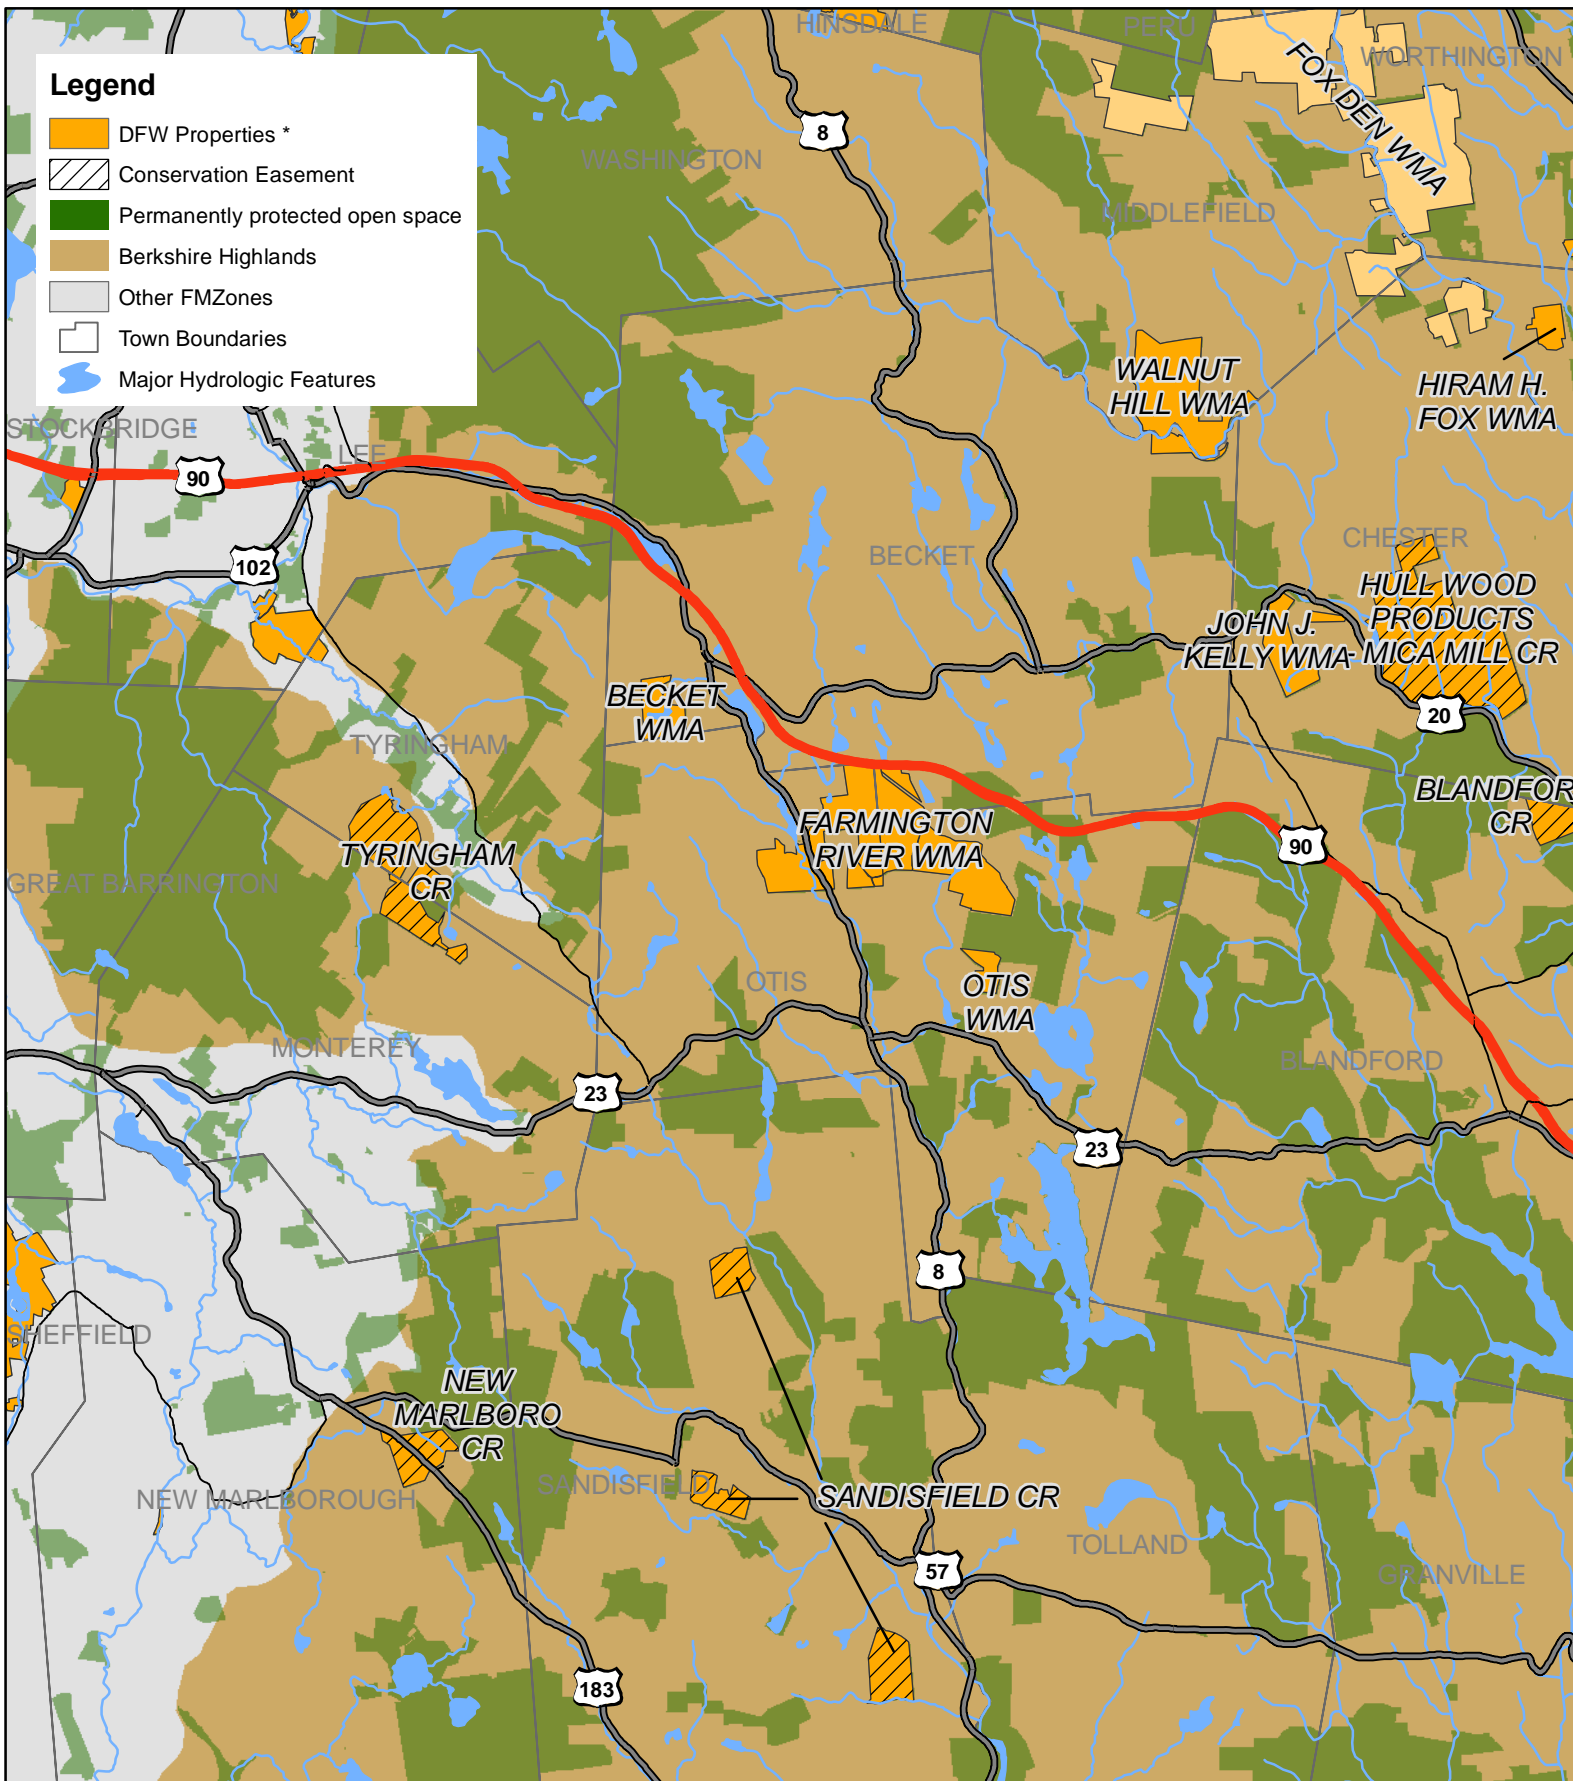 HINSDALE
PERU
WORTHINGTON
FOX DEN WMA
Legend
DFW Properties *
Conservation Easement
Permanently protected open space
Berkshire Highlands
Other FMZones
Town Boundaries
Major Hydrologic Features
8
WASHINGTON
MIDDLEFIELD
WALNUT
HILL WMA
HIRAM H.
FOX WMA
STOCKBRIDGE
LEE
90
102
BECKET
CHESTER
HULL WOOD
PRODUCTS
- MICA MILL CR
JOHN J.
KELLY WMA
20
BECKET
WMA
TYRINGHAM
BLANDFOR
CR
FARMINGTON
RIVER WMA
90
TYRINGHAM
CR
GREAT BARRINGTON
OTIS
OTIS
WMA
MONTEREY
BLANDFORD
23
23
8
SHEFFIELD
NEW
MARLBORO
CR
SANDISFIELD
SANDISFIELD CR
NEW MARLBOROUGH
TOLLAND
57
GRANVILLE
183